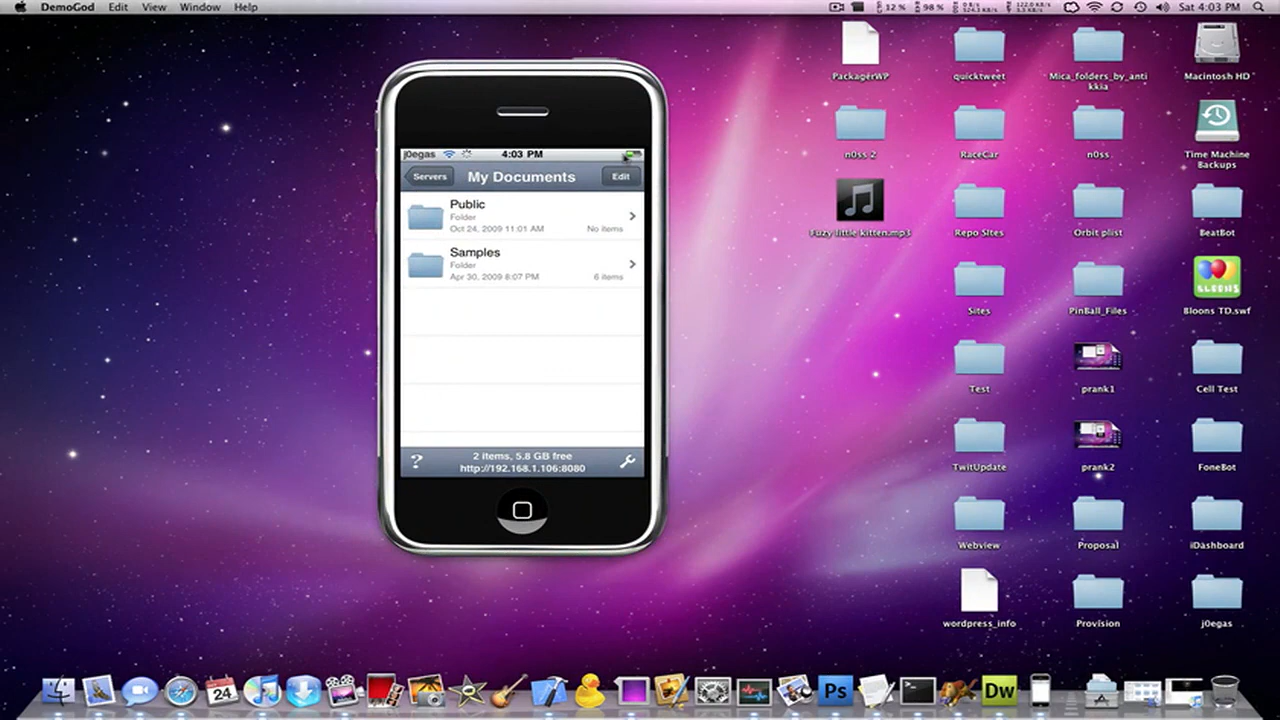 DemoGod Edit View Window Help
12 % 98 % Sat 4:03 PM
PackagerWP quicktweet Mica_folders_by_anti Macintosh HD
kkia
j0egas 4:03 PM
Servers My Documents Edit
Public
Folder
Oct 24, 2009 11:01 AM No items
Samples
Folder
Apr 30, 2009 8:07 PM 6 items
2 items, 5.8 GB free
http://192.168.1.106:8080
?
n0ss 2 RaceCar n0ss Time Machine
Backups
Fuzy little kitten.mp3 Repo Sites Orbit plist BeatBot
BLOONS
Sites PinBall_Files Bloons TD.swf
Test prank1 Cell Test
TwitUpdate prank2 FoneBot
Webview Proposal iDashboard
wordpress_info Provision j0egas
24 Ps Dw